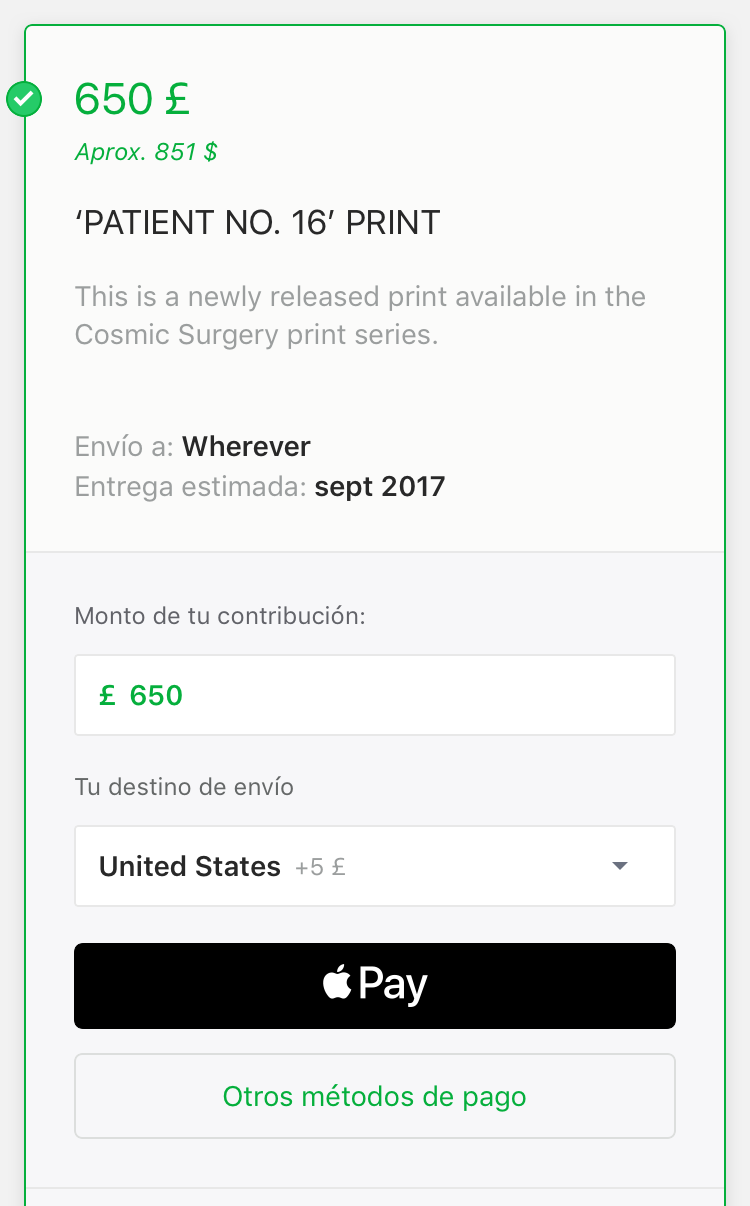 650 £
Aprox. 851 $
‘PATIENT NO. 16’ PRINT
This is a newly released print available in the
Cosmic Surgery print series.
Envío a: Wherever
Entrega estimada: sept 2017
Monto de tu contribución:
£ 650
Tu destino de envío
United States +5 £
Pay
Otros métodos de pago